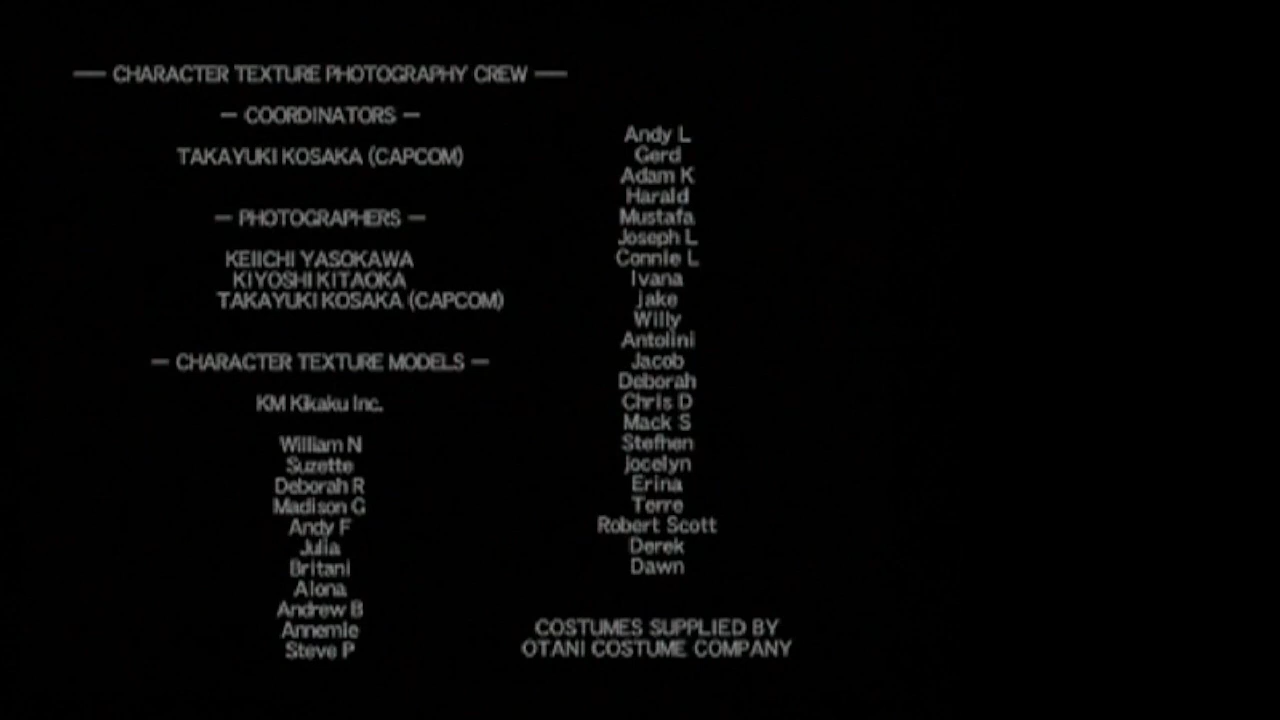 — CHARACTER TEXTURE PHOTOGRAPHY CREW —
— COORDINATORS —
TAKAYUKI KOSAKA (CAPCOM)
— PHOTOGRAPHERS —
KEIICHI YASOKAWA
KIYOSHI KITAOKA
TAKAYUKI KOSAKA (CAPCOM)
— CHARACTER TEXTURE MODELS —
KM Kikaku Inc.
William N
Suzette
Deborah R
Madison G
Andy F
Julia
Britani
Alona
Andrew B
Annemie
Steve P
Andy L
Gerd
Adam K
Harald
Mustafa
Joseph L
Connie L
Ivana
Jake
Willy
Antolini
Jacob
Deborah
Chris D
Mack S
Stefhen
Jocelyn
Erina
Terre
Robert Scott
Derek
Dawn
COSTUMES SUPPLIED BY
OTANI COSTUME COMPANY